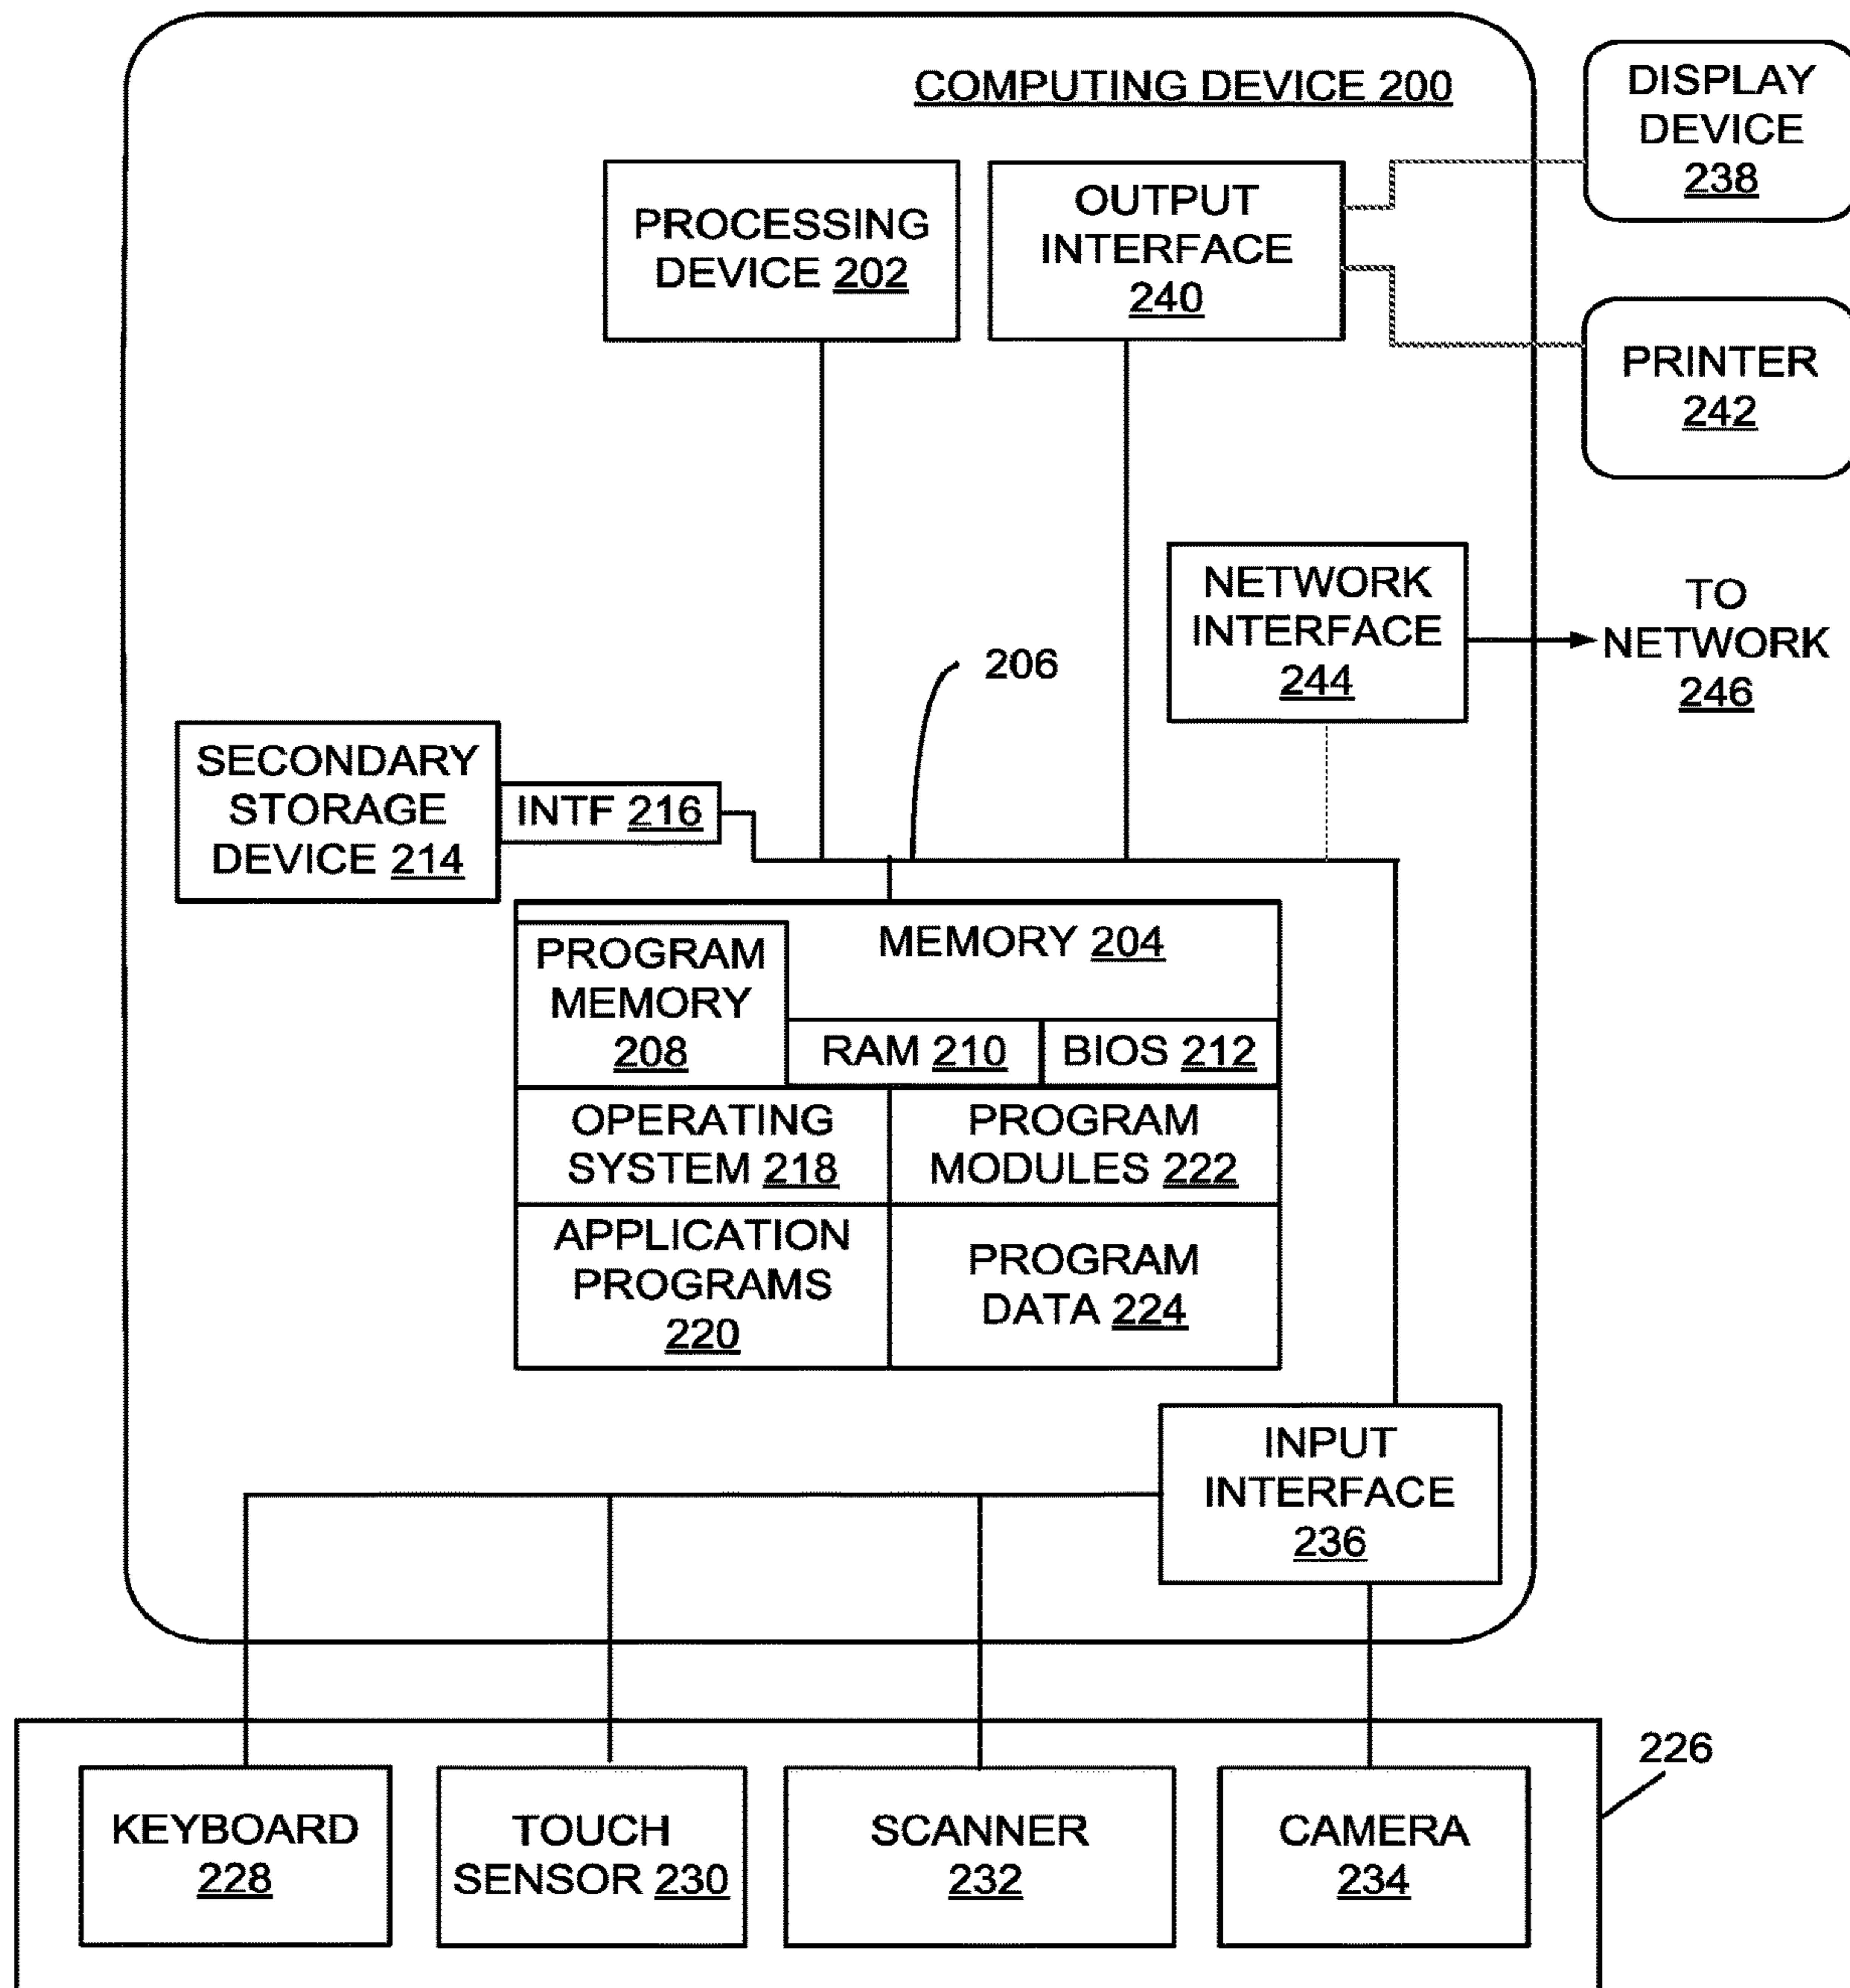 COMPUTING DEVICE 200
DISPLAY
DEVICE
238
PROCESSING
DEVICE 202
OUTPUT
INTERFACE
240
PRINTER
242
NETWORK
INTERFACE
244
TO
NETWORK
246
206
SECONDARY
STORAGE
DEVICE 214
INTF 216
MEMORY 204
PROGRAM
MEMORY
208
RAM 210
BIOS 212
OPERATING
SYSTEM 218
PROGRAM
MODULES 222
APPLICATION
PROGRAMS
220
PROGRAM
DATA 224
INPUT
INTERFACE
236
226
KEYBOARD
228
TOUCH
SENSOR 230
SCANNER
232
CAMERA
234